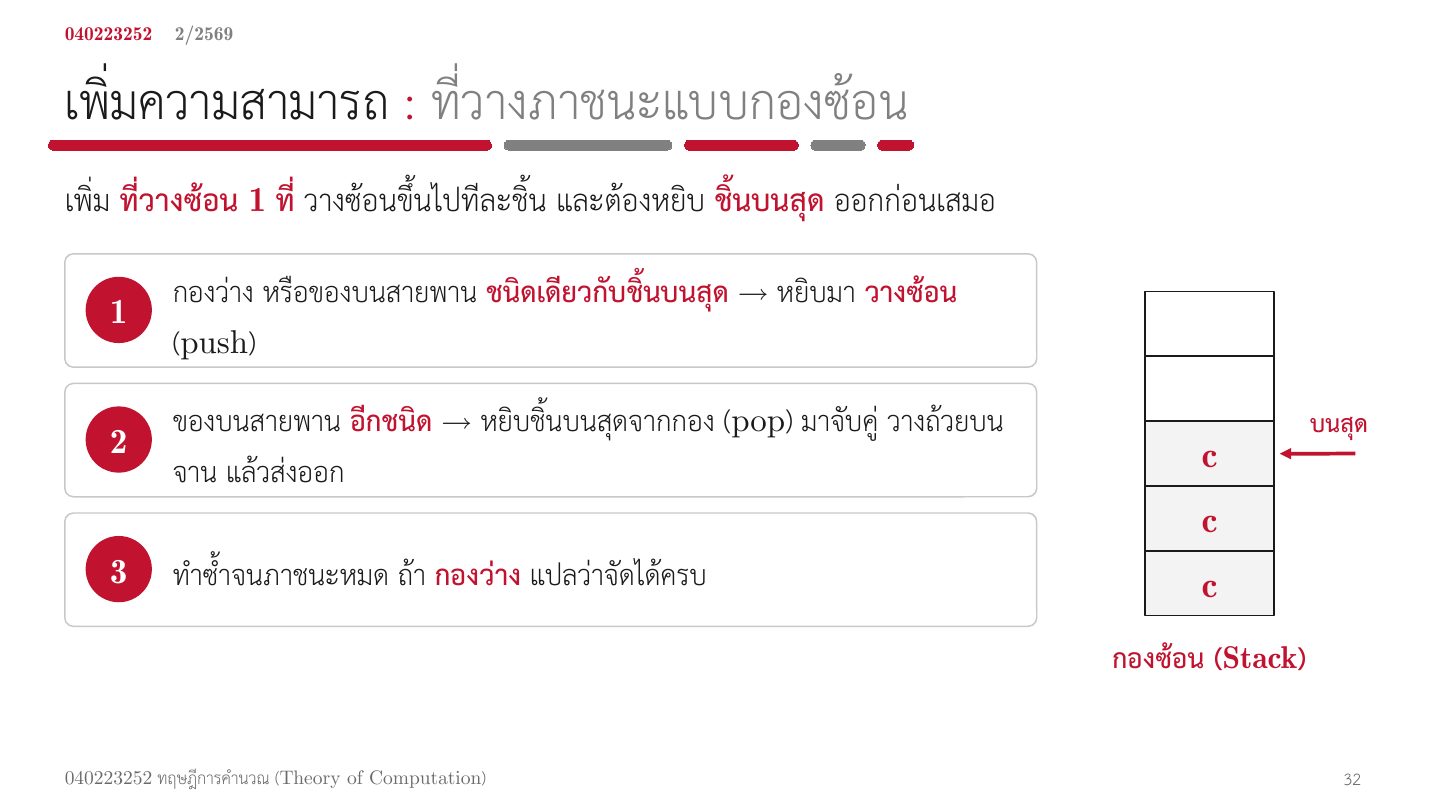 040223252 2/2569
เพิ่มความสามารถ : ที่วางภาชนะแบบกองซ้อน
เพิ่ม ที่วางซ้อน 1 ที่ วางซ้อนขึ้นไปทีละชิ้น และต้องหยิบ ชิ้นบนสุด ออกก่อนเสมอ
1
กองว่าง หรือของบนสายพาน ชนิดเดียวกับชิ้นบนสุด → หยิบมา วางซ้อน
(push)
2
ของบนสายพาน อีกชนิด → หยิบชิ้นบนสุดจากกอง (pop) มาจับคู่ วางถ้วยบน
จาน แล้วส่งออก
3
ทำซ้ำจนภาชนะหมด ถ้า กองว่าง แปลว่าจัดได้ครบ
บนสุด
c
c
c
กองซ้อน (Stack)
040223252 ทฤษฎีการคำนวณ (Theory of Computation)
32